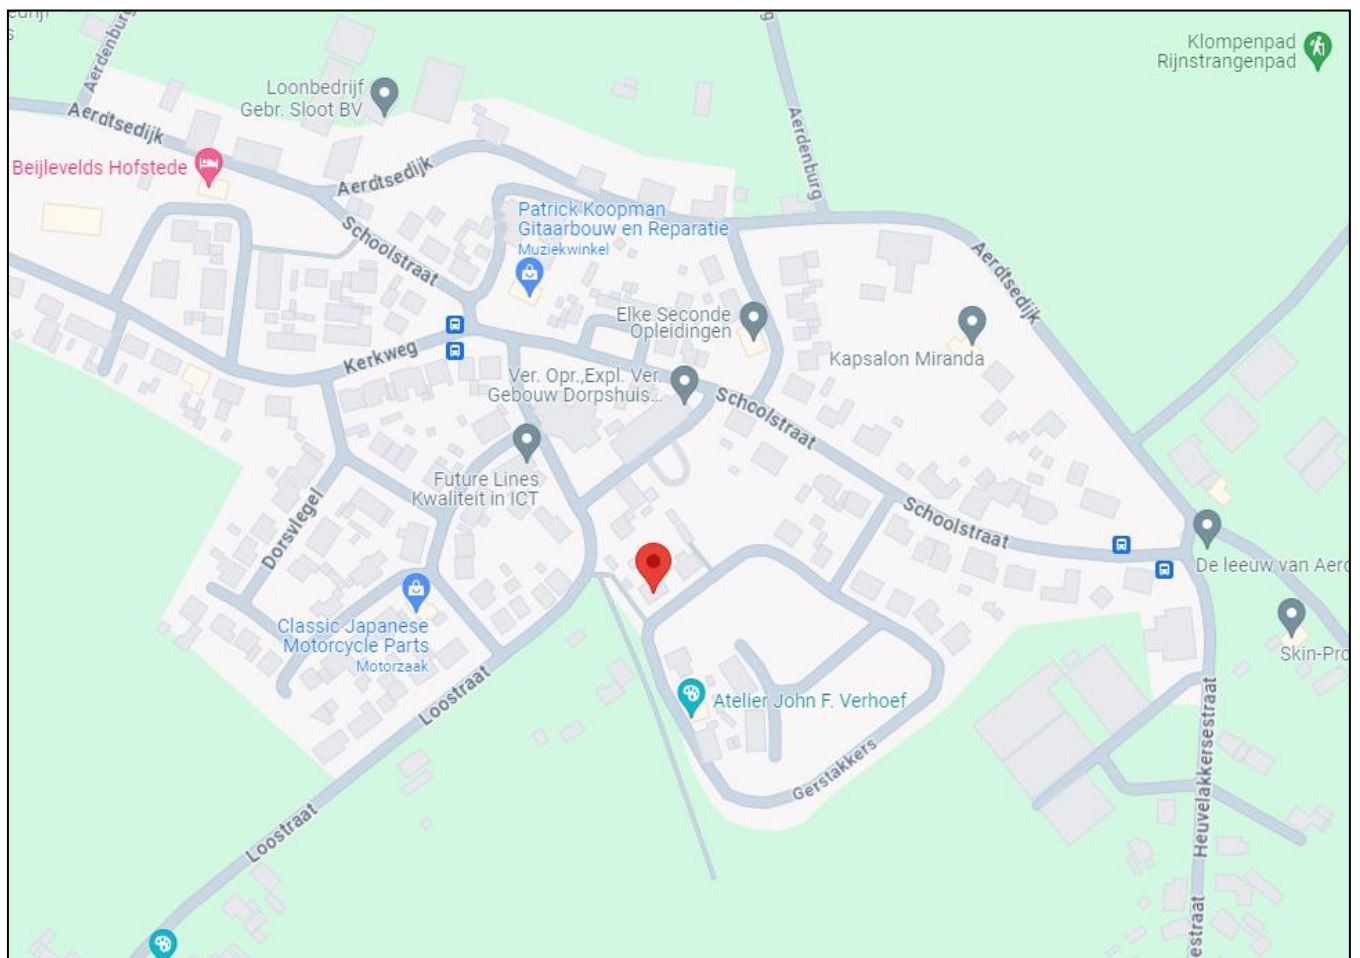 Aerdenburg
Klompenpad
Rijnstrangenpad
Loonbedrijf
Gebr. Sloot BV
Aerdtsedijk
Aerdenburg
Beijlevelds Hofstede
Aerdtsedijk
Patrick Koopman
Gitaarbouw en Reparatie
Muziekwinkel
Schoolstraat
Aerdtsedijk
Elke Seconde
Opleidingen
Kapsalon Miranda
Kerkweg
Ver. Opr.,Expl. Ver.
Gebouw Dorpshuis...
Schoolstraat
Future Lines
Kwaliteit in ICT
Dorsvlegel
Schoolstraat
De leeuw van Aerd
Classic Japanese
Motorcycle Parts
Motorzaak
Skin-Pro
Loostraat
Atelier John F. Verhoef
Gerstakkers
Heuvelakkersestraat
Loostraat
estraat